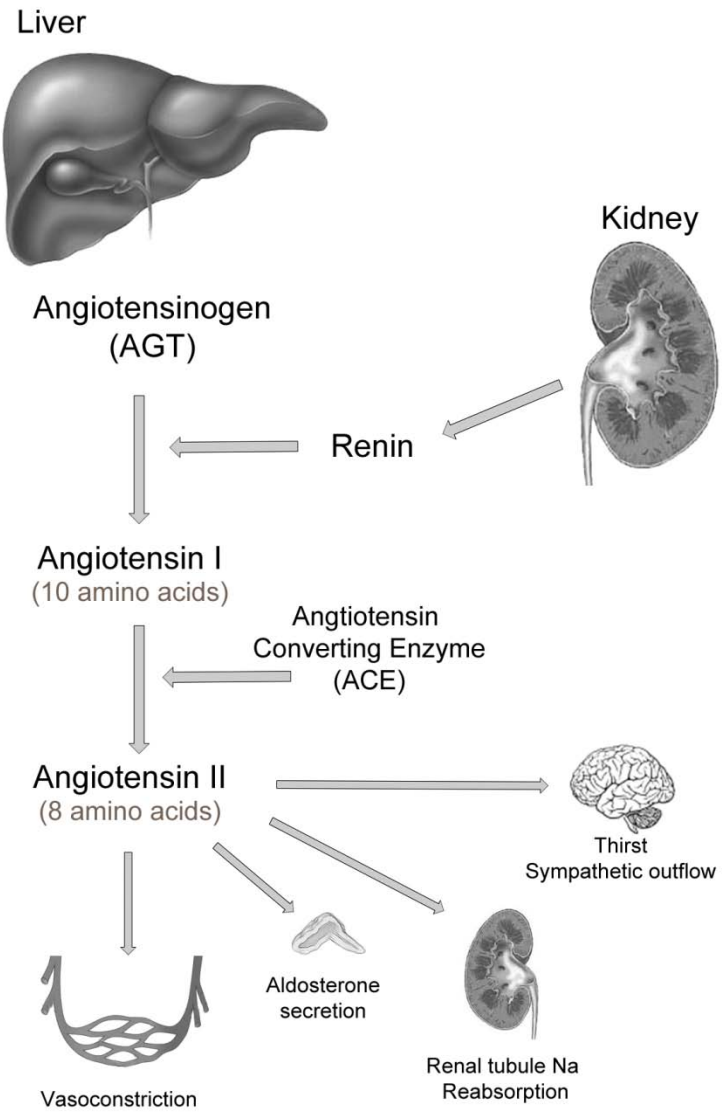 Liver
Kidney
Angiotensinogen
(AGT)
Renin
Angiotensin I
(10 amino acids)
Angtiotensin
Converting Enzyme
(ACE)
Angiotensin II
(8 amino acids)
Thirst
Sympathetic outflow
Aldosterone
secretion
Renal tubule Na
Reabsorption
Vasoconstriction